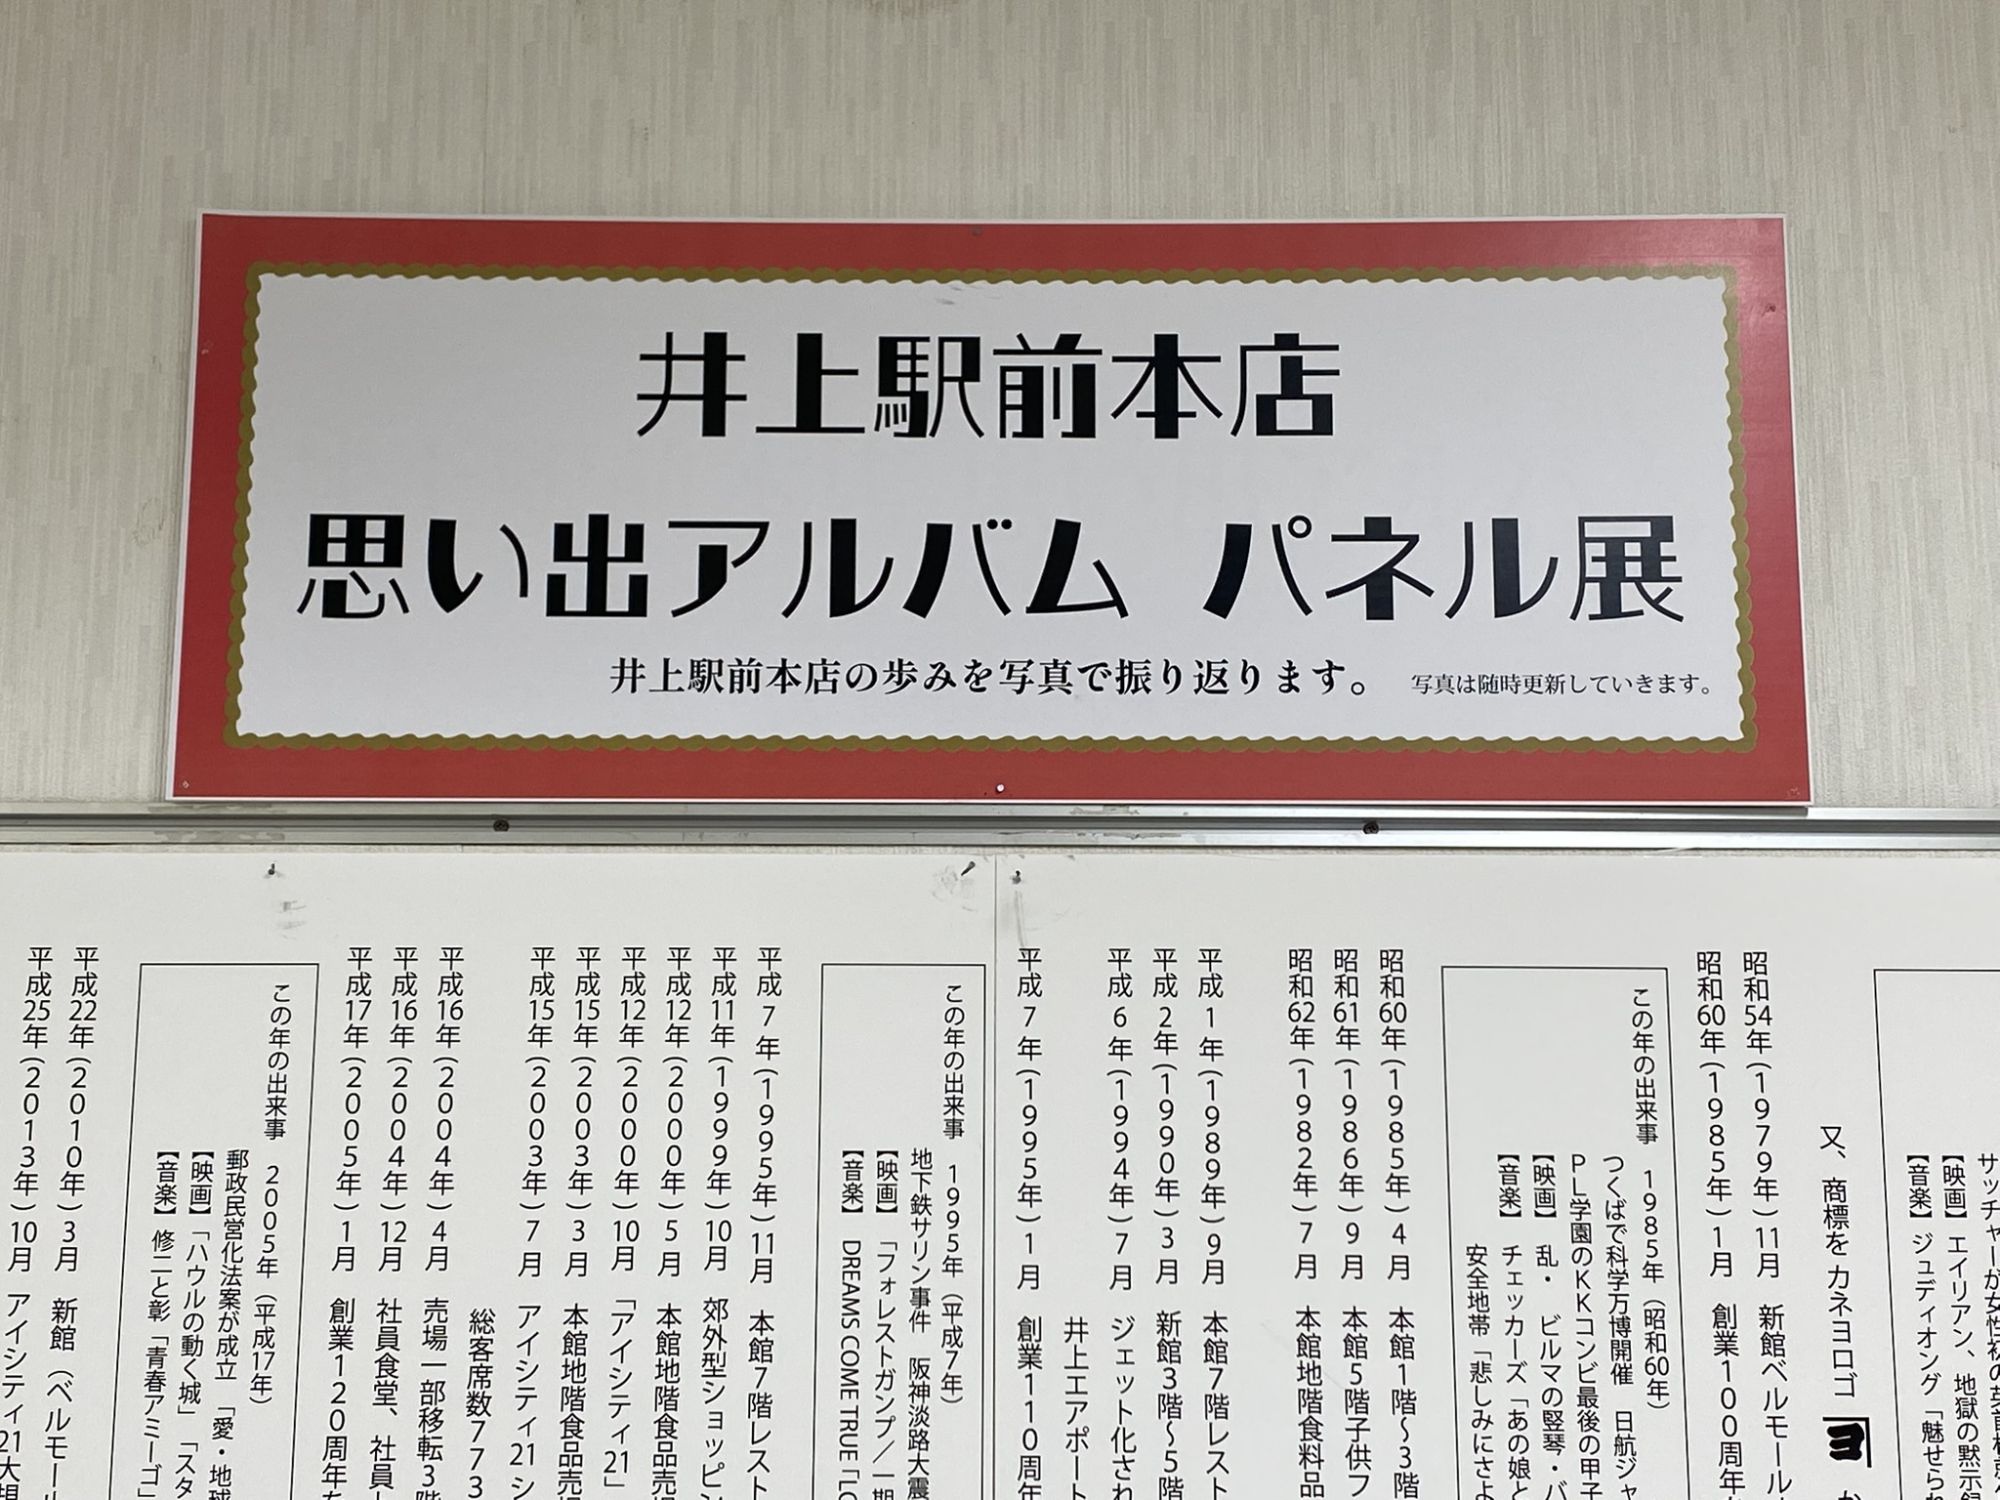 井上駅前本店
思い出アルバム パネル展
井上駅前本店の歩みを写真で振り返ります。 写真は随時更新していきます。
サッチャーが女性初の英首相
【映画】 エイリアン、地獄の黙示録
【音楽】 ジュディオング「魅せられ
又、商標を カネヨロゴ ヨ
昭和54年(1979年)11月 新館ベルモール
昭和60年(1985年) 1月 創業100周年
この年の出来事 1985年 (昭和60年)
つくばで科学万博開催 日航ジャ
PL学園のKKコンビ最後の甲子
【映画】 乱・ ビルマの竪琴・バ
【音楽】 チェッカーズ「あの娘と
安全地帯「悲しみにさよ
昭和60年(1985年) 4月 本館1階～3階
昭和61年(1986年) 9月 本館5階子供フ
昭和62年(1982年) 7月 本館地階食料品
平成 1年(1989年) 9月 本館7階レスト
平成 2年(1990年) 3月 新館3階～5階
平成 6年(1994年) 7月 ジェット化され
井上エアポート
平成 7年(1995年) 1月 創業110周年
この年の出来事 1995年 (平成7年)
地下鉄サリン事件 阪神淡路大震
【映画】 「フォレストガンプ／一期
【音楽】 DREAMS COME TRUE「LO
平成 7年(1995年)11月 本館7階レスト
平成11年(1999年)10月 郊外型ショッピン
平成12年(2000年) 5月 本館地階食品売場
平成12年(2000年)10月 「アイシティ21」
平成15年(2003年) 3月 本館地階食品売場
平成15年(2003年) 7月 アイシティ21 シ
総客席数773
平成16年(2004年) 4月 売場一部移転3階
平成16年(2004年)12月 社員食堂、社員
平成17年(2005年) 1月 創業120周年を
この年の出来事 2005年 (平成17年)
郵政民営化法案が成立 「愛・地球
【映画】 「ハウルの動く城」 「スタ
【音楽】 修二と彰 「青春アミーゴ」
平成22年(2010年) 3月 新館 (ベルモール
平成25年(2013年)10月 アイシティ21大規